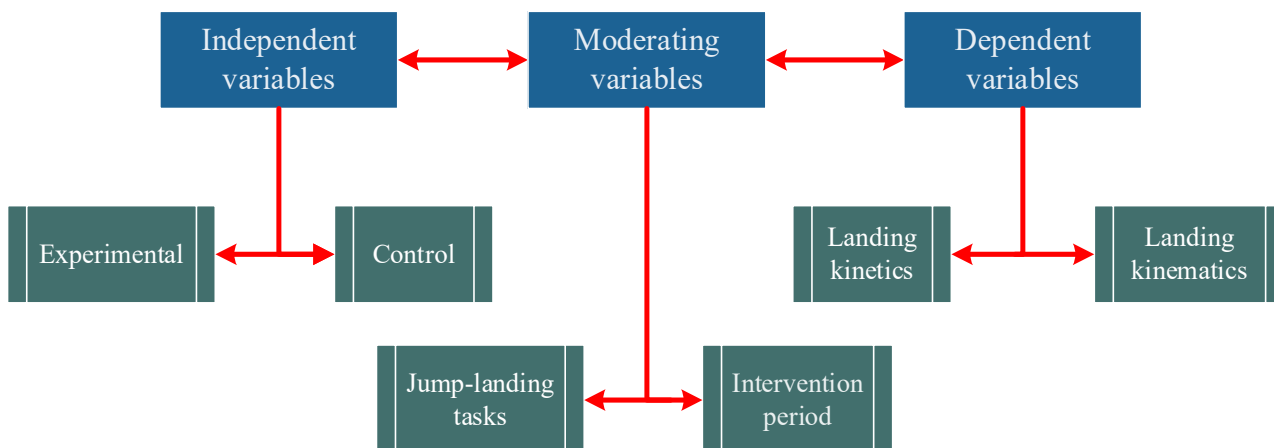 Independent
variables
Moderating
variables
Dependent
variables
Experimental
Control
Landing
kinetics
Landing
kinematics
Jump-landing
tasks
Intervention
period